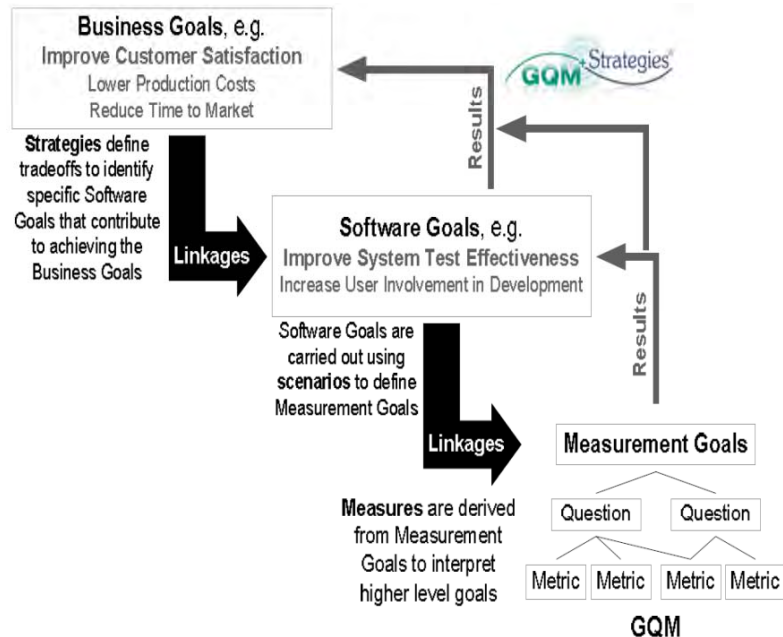 Business Goals, e.g.
Improve Customer Satisfaction
Lower Production Costs
Reduce Time to Market
GQM+Strategies®
Results
Strategies define
tradeoffs to identify
specific Software
Goals that contribute
to achieving the
Business Goals
Linkages
Software Goals, e.g.
Improve System Test Effectiveness
Increase User Involvement in Development
Results
Software Goals are
carried out using
scenarios to define
Measurement Goals
Linkages
Measurement Goals
Measures are derived
from Measurement
Goals to interpret
higher level goals
Question
Question
Metric
Metric
Metric
Metric
GQM